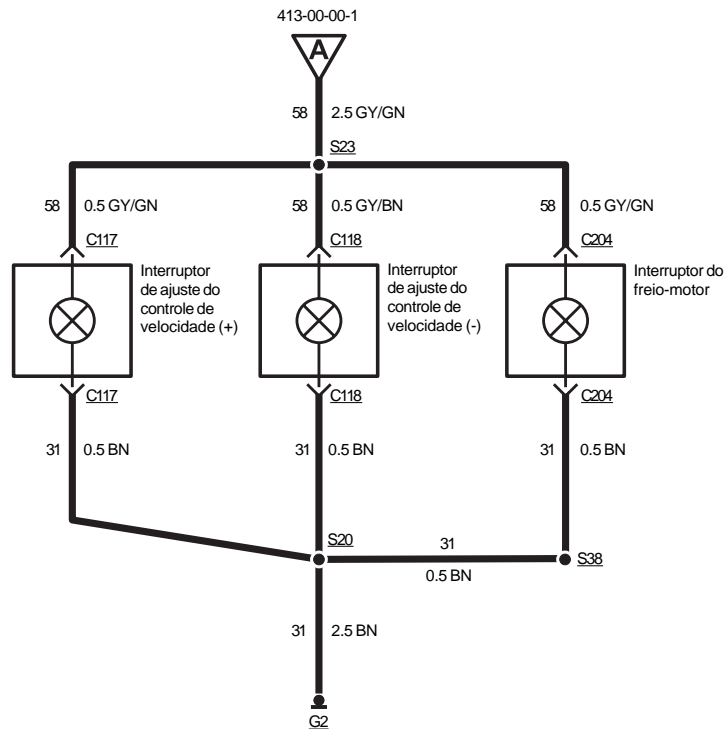 413-00-00-1
A
58 2.5 GY/GN
S23
58 0.5 GY/GN
58 0.5 GY/BN
58 0.5 GY/GN
C117
C118
C204
Interruptor
de ajuste do
controle de
velocidade (+)
Interruptor
de ajuste do
controle de
velocidade (-)
Interruptor do
freio-motor
C117
C118
C204
31 0.5 BN
31 0.5 BN
31 0.5 BN
S20
31
0.5 BN
S38
31 2.5 BN
G2